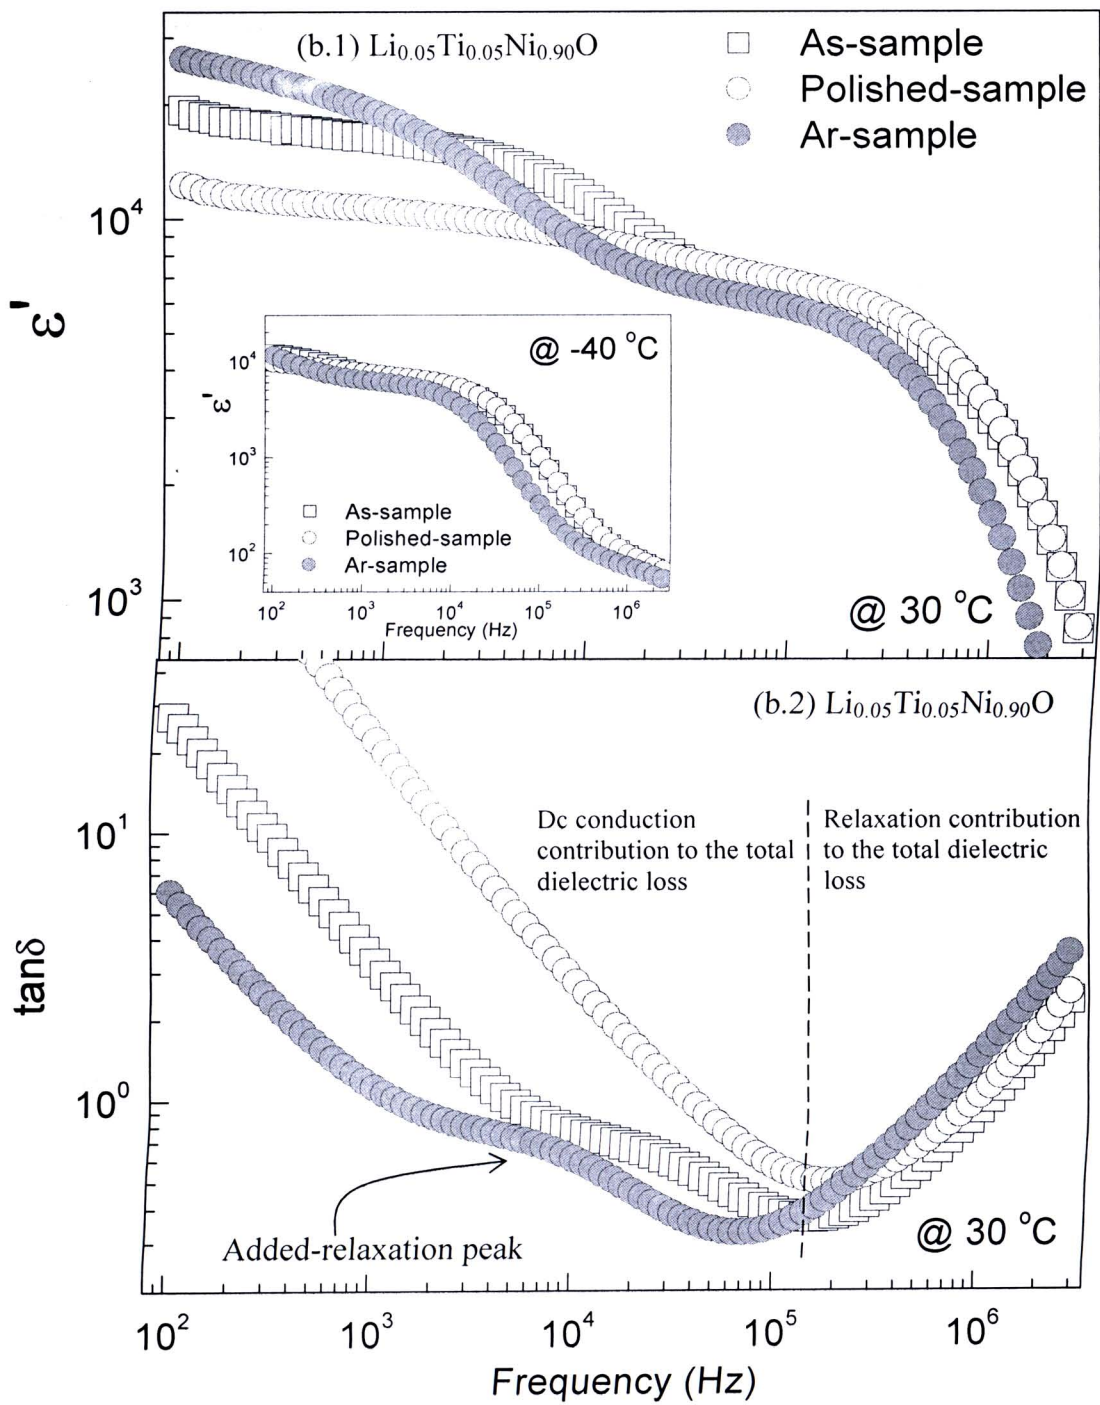 (b.1) Li0.05Ti0.05Ni0.90O
As-sample
Polished-sample
Ar-sample
10^4
ε'
@ -40 °C
10^4
ε'
10^3
As-sample
Polished-sample
Ar-sample
10^2
10^2 10^3 10^4 10^5 10^6
Frequency (Hz)
10^3
@ 30 °C
(b.2) Li0.05Ti0.05Ni0.90O
Dc conduction
contribution to the total
dielectric loss
Relaxation contribution
to the total dielectric
loss
10^1
tanδ
10^0
Added-relaxation peak
@ 30 °C
10^2 10^3 10^4 10^5 10^6
Frequency (Hz)